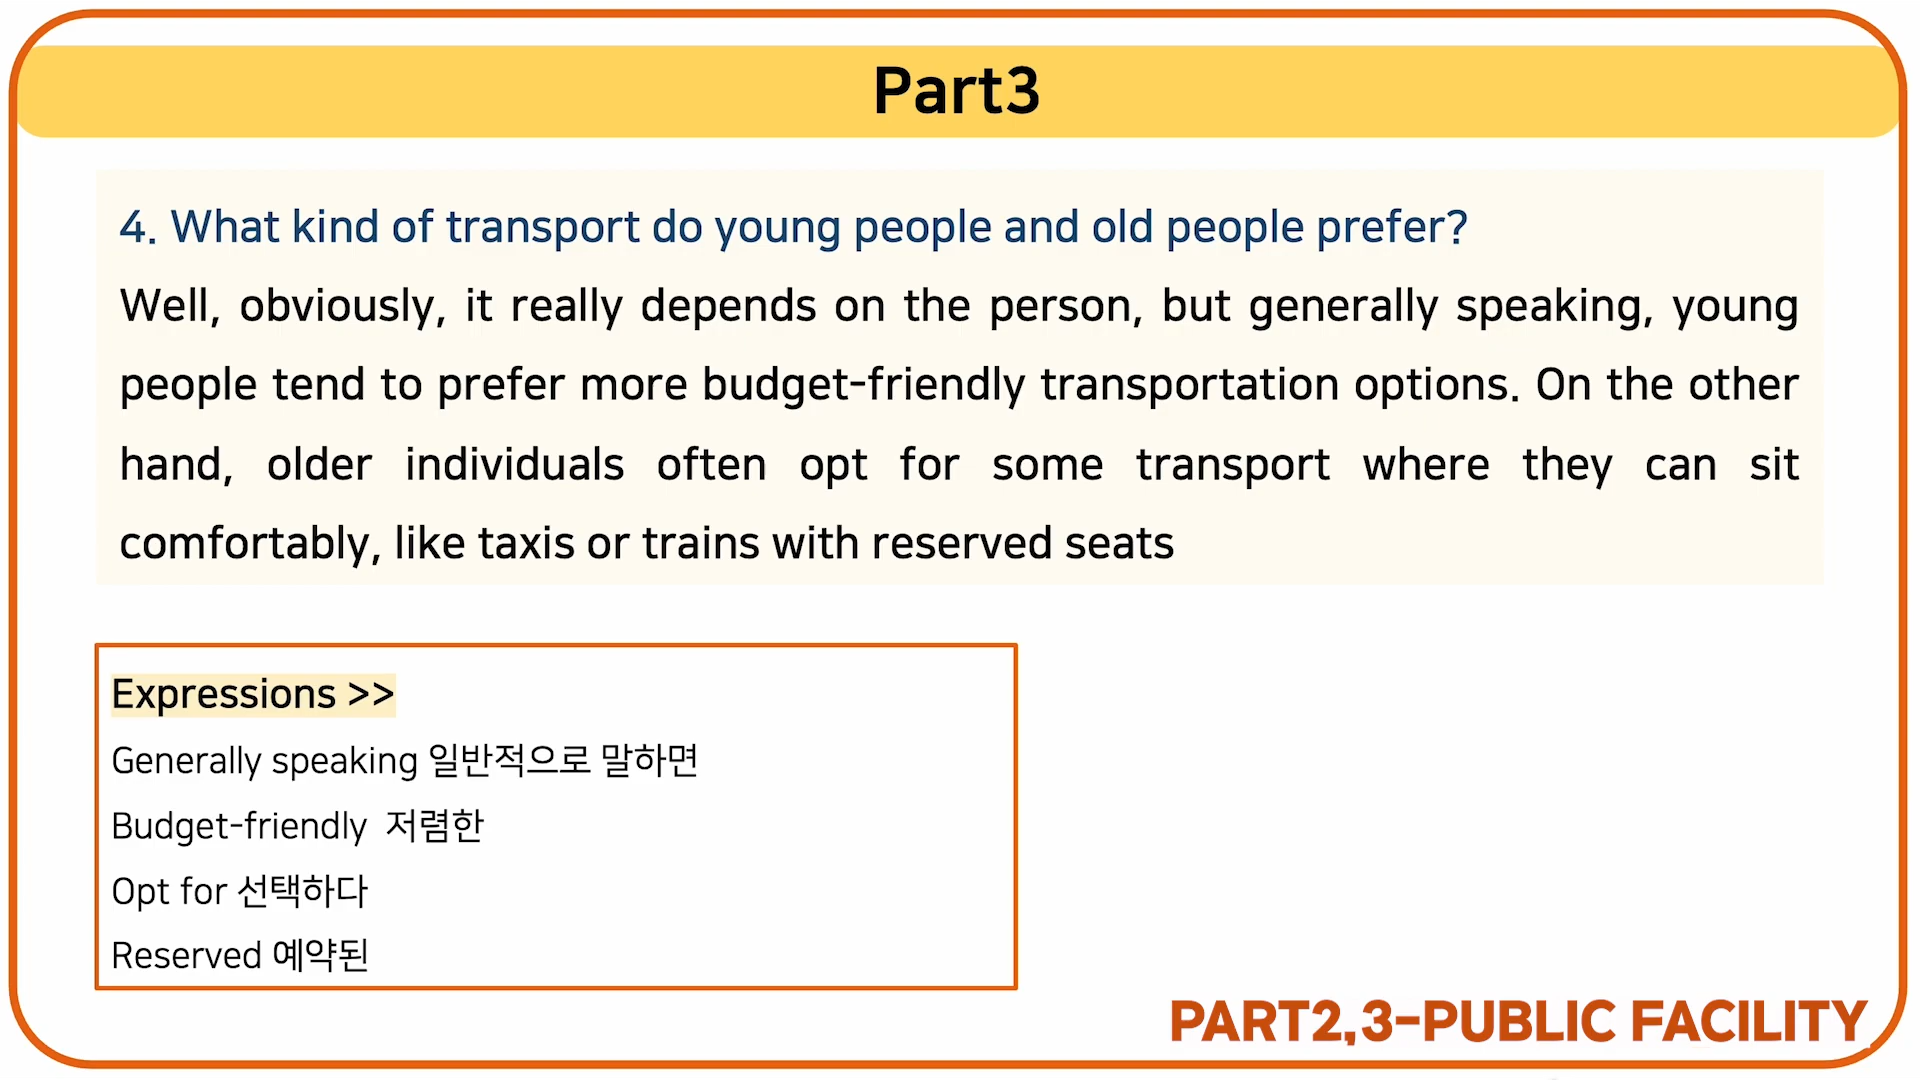 Part3
4. What kind of transport do young people and old people prefer?
Well, obviously, it really depends on the person, but generally speaking, young
people tend to prefer more budget-friendly transportation options. On the other
hand, older individuals often opt for some transport where they can sit
comfortably, like taxis or trains with reserved seats
Expressions >>
Generally speaking 일반적으로 말하면
Budget-friendly 저렴한
Opt for 선택하다
Reserved 예약된
PART2,3-PUBLIC FACILITY